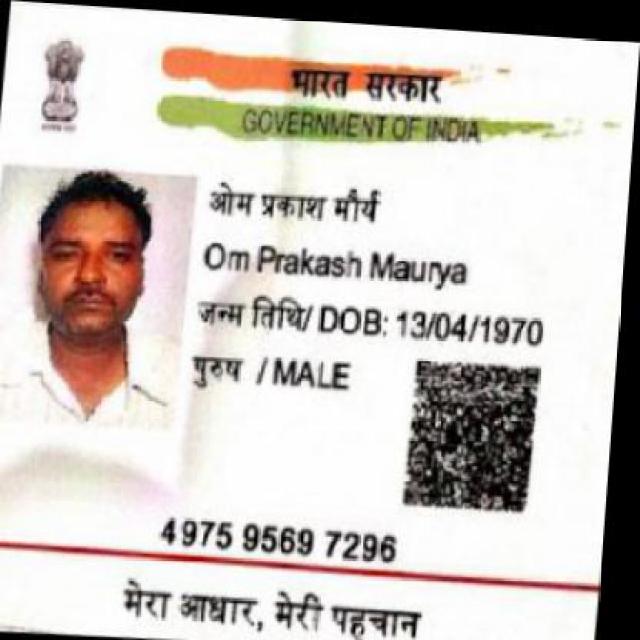 भारत सरकार
GOVERNMENT OF INDIA
ओम प्रकाश मौर्य
Om Prakash Maurya
जन्म तिथि/ DOB: 13/04/1970
पुरुष / MALE
4975 9569 7296
मेरा आधार, मेरी पहचान